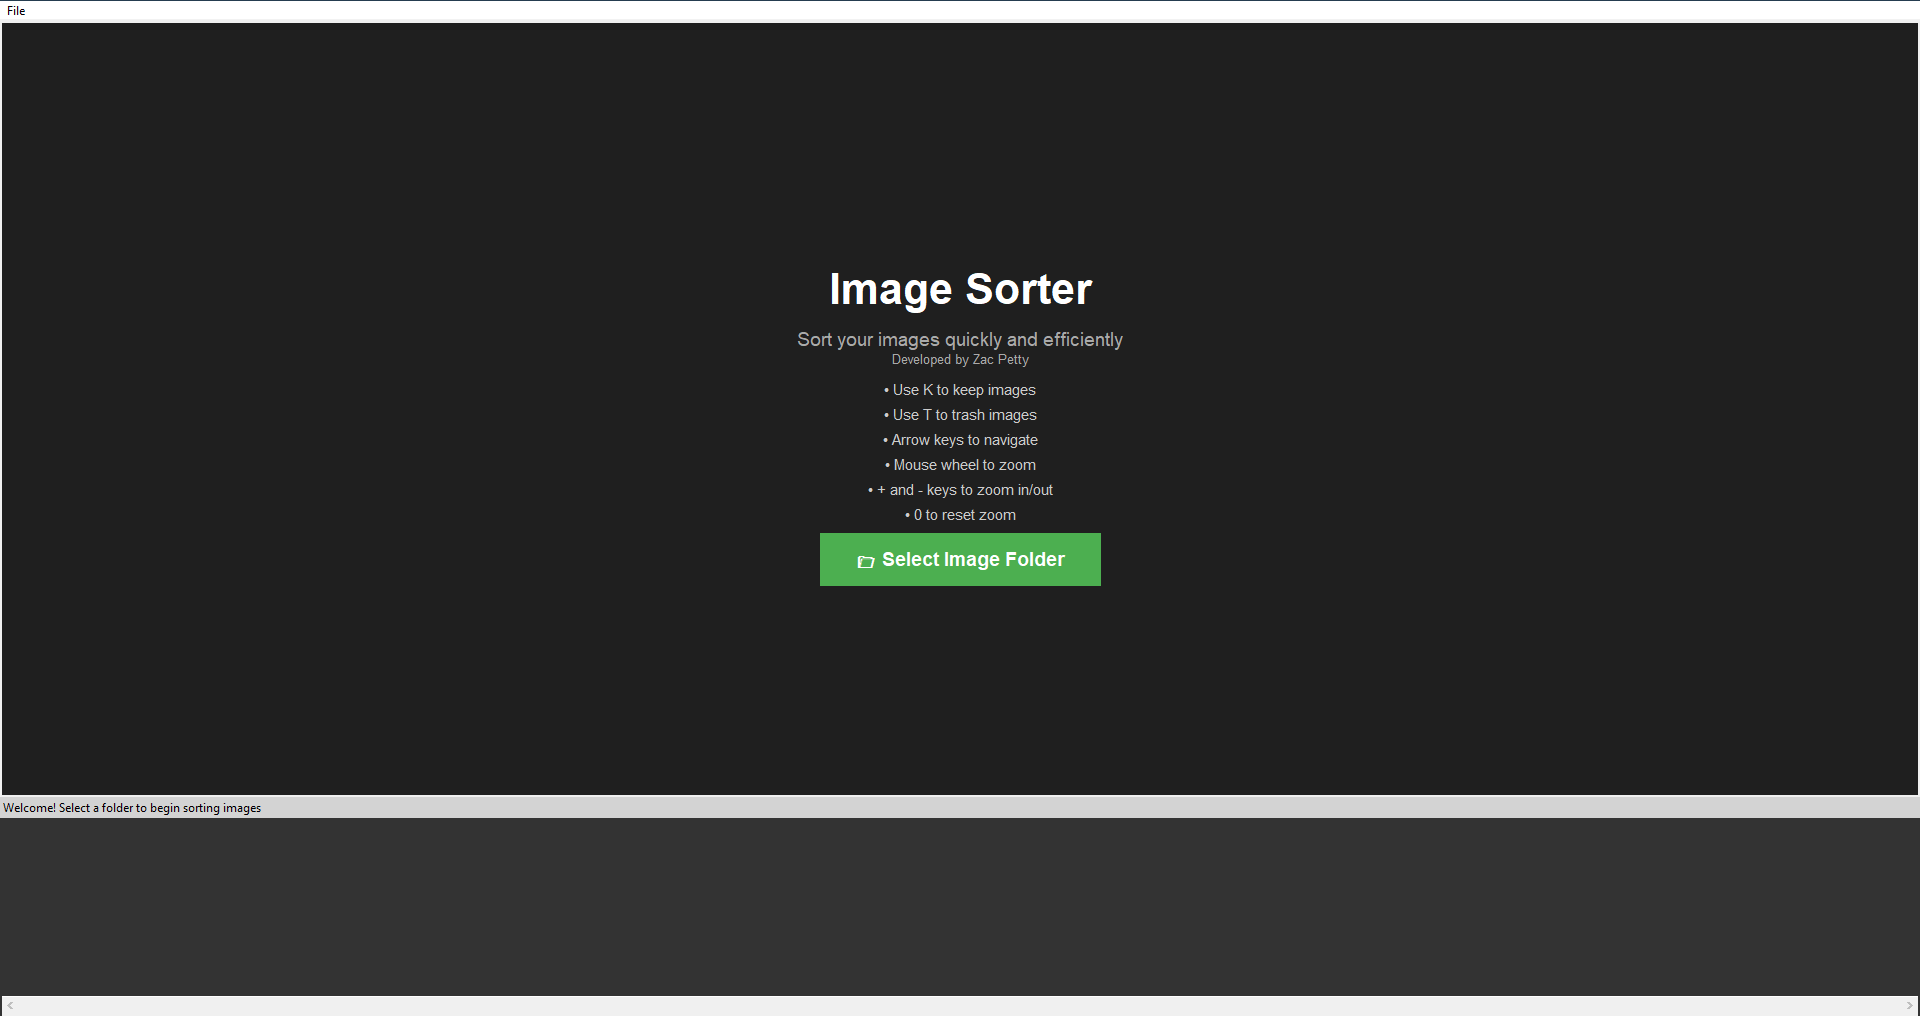 File
Image Sorter
Sort your images quickly and efficiently
Developed by Zac Petty
• Use K to keep images
• Use T to trash images
• Arrow keys to navigate
• Mouse wheel to zoom
• + and - keys to zoom in/out
• 0 to reset zoom
Select Image Folder
Welcome! Select a folder to begin sorting images